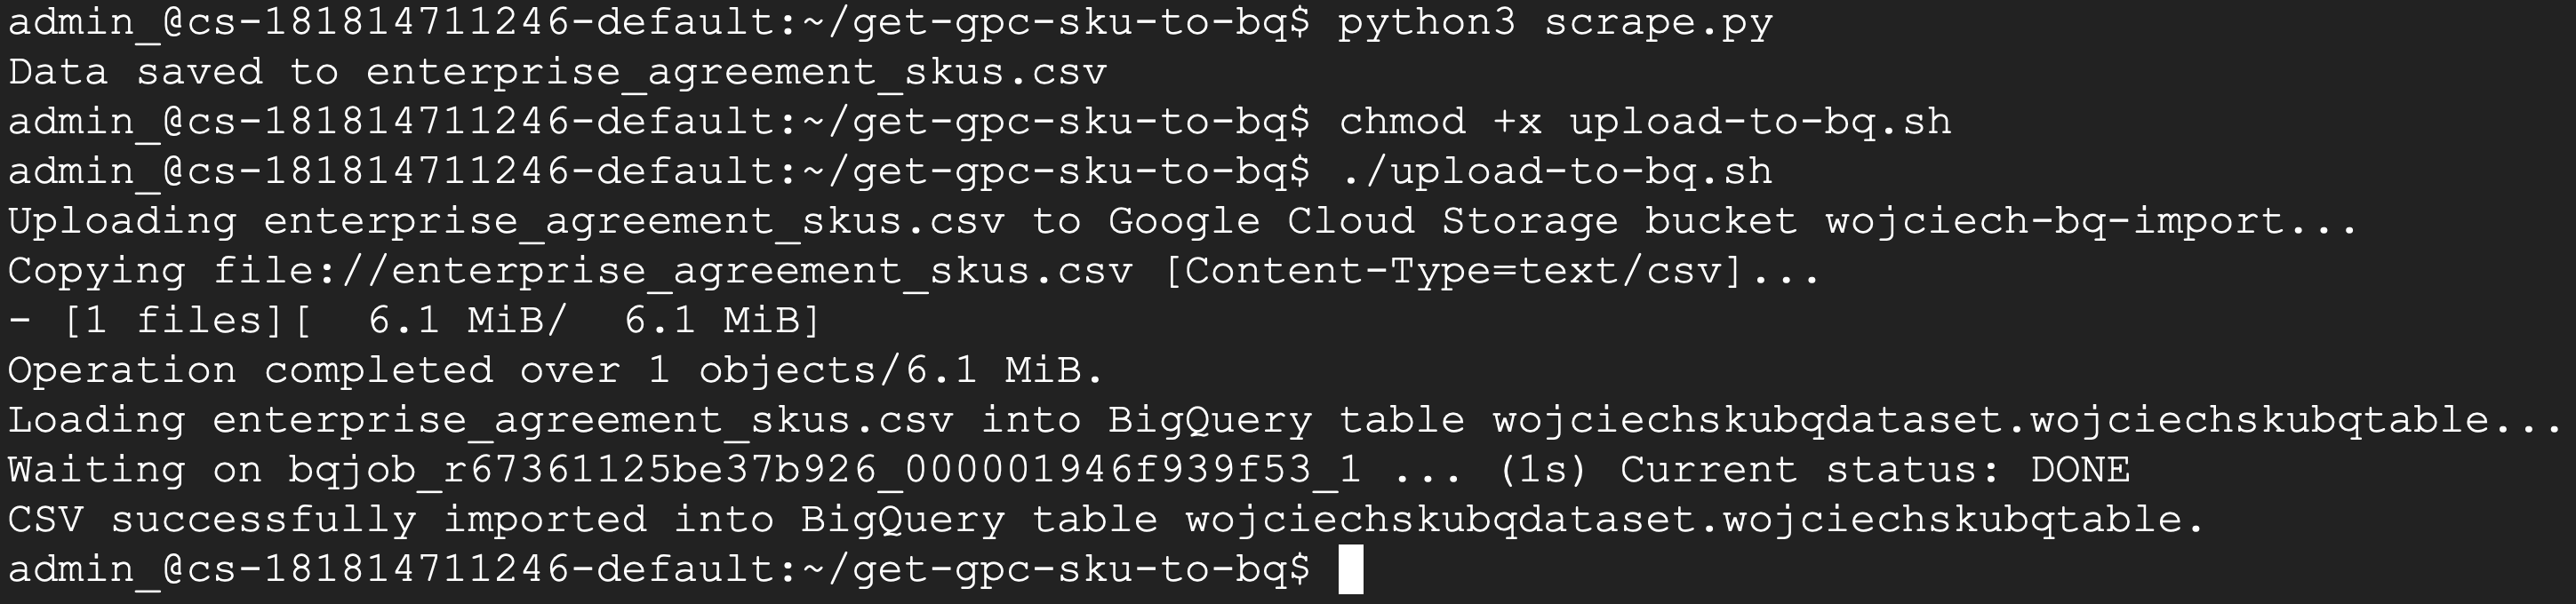 admin_@cs-181814711246-default:~/get-gpc-sku-to-bq$ python3 scrape.py
Data saved to enterprise_agreement_skus.csv
admin_@cs-181814711246-default:~/get-gpc-sku-to-bq$ chmod +x upload-to-bq.sh
admin_@cs-181814711246-default:~/get-gpc-sku-to-bq$ ./upload-to-bq.sh
Uploading enterprise_agreement_skus.csv to Google Cloud Storage bucket wojciech-bq-import...
Copying file://enterprise_agreement_skus.csv [Content-Type=text/csv]...
- [1 files][  6.1 MiB/  6.1 MiB]
Operation completed over 1 objects/6.1 MiB.
Loading enterprise_agreement_skus.csv into BigQuery table wojciechskubqdataset.wojciechskubqtable...
Waiting on bqjob_r67361125be37b926_000001946f939f53_1 ... (1s) Current status: DONE
CSV successfully imported into BigQuery table wojciechskubqdataset.wojciechskubqtable.
admin_@cs-181814711246-default:~/get-gpc-sku-to-bq$